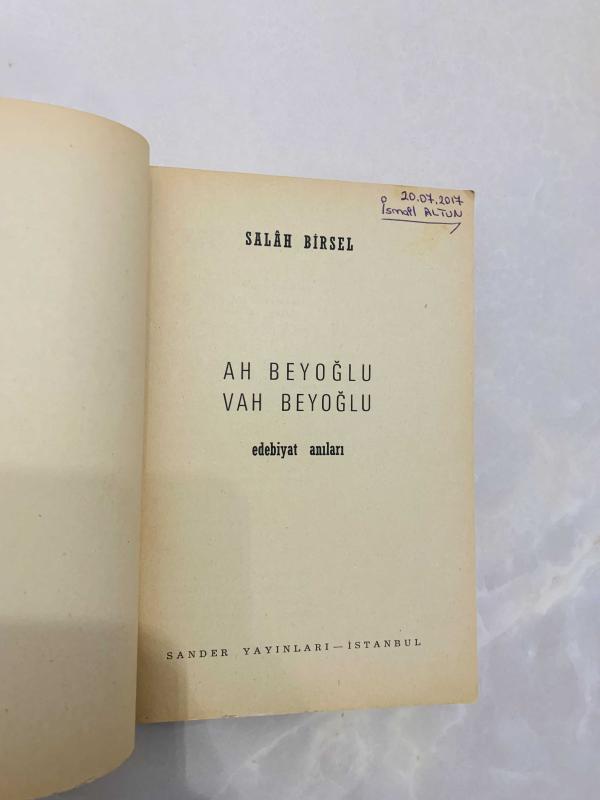 20.07.2017
İsmail ALTUN
SALÂH BİRSEL
AH BEYOĞLU
VAH BEYOĞLU
edebiyat anıları
SANDER YAYINLARI — İSTANBUL